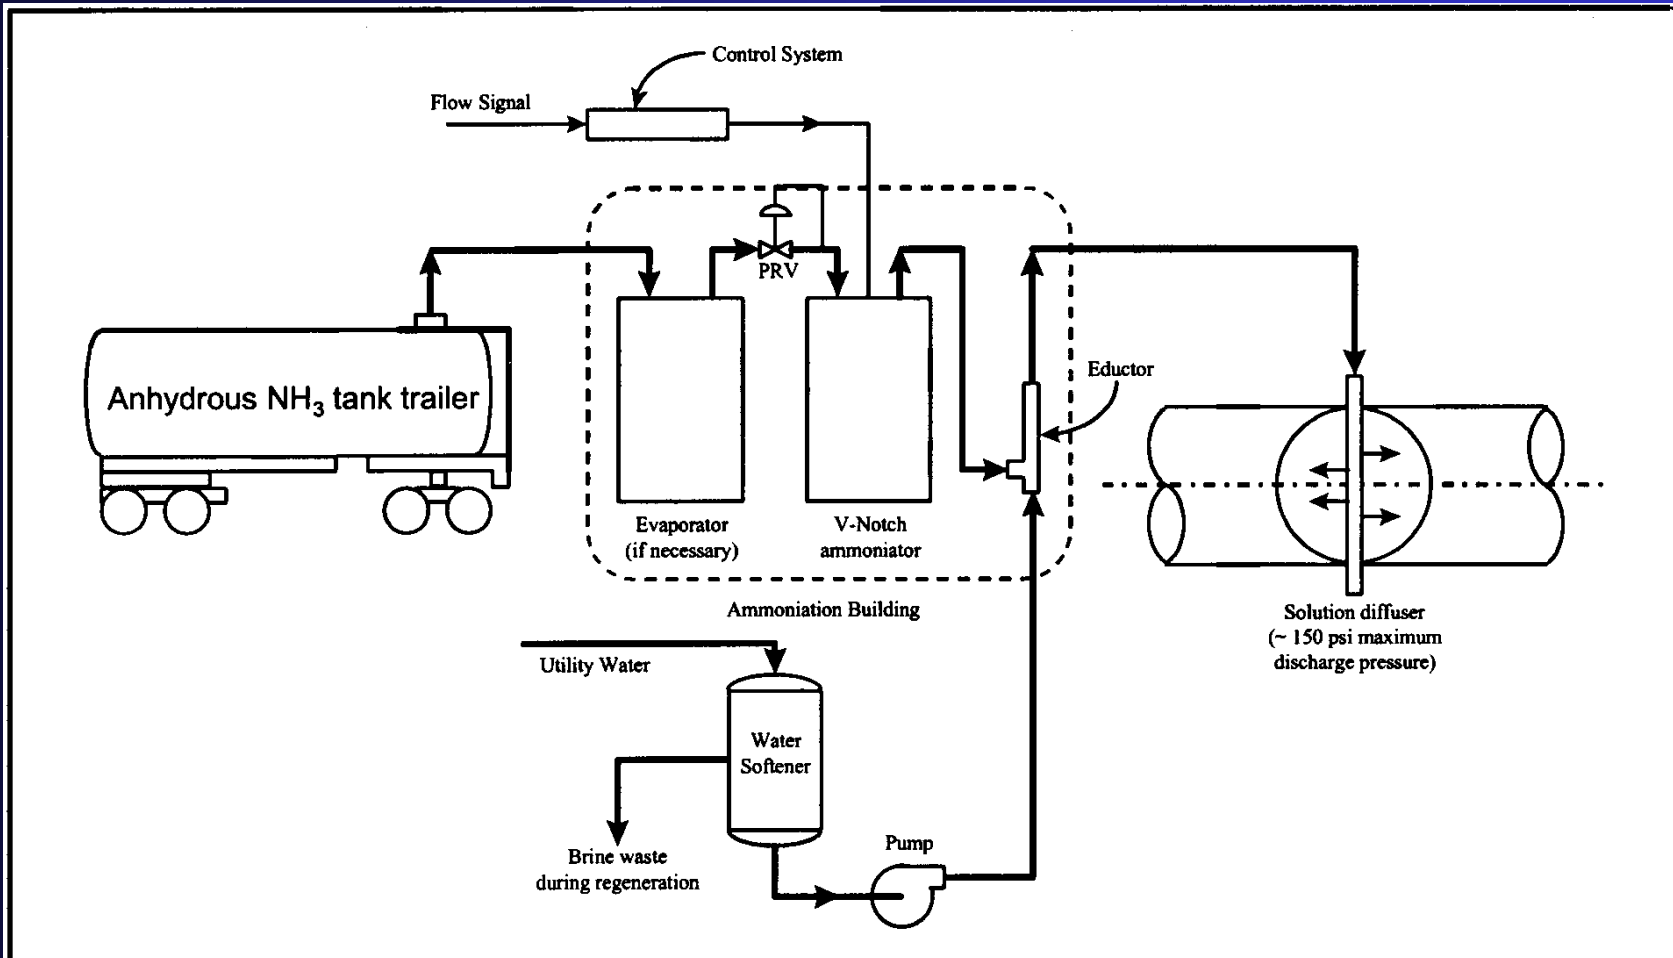 Control System
Flow Signal
PRV
Anhydrous NH₃ tank trailer
Eductor
Evaporator
(if necessary)
V-Notch
ammoniator
Ammoniation Building
Solution diffuser
(~ 150 psi maximum
discharge pressure)
Utility Water
Water
Softener
Pump
Brine waste
during regeneration